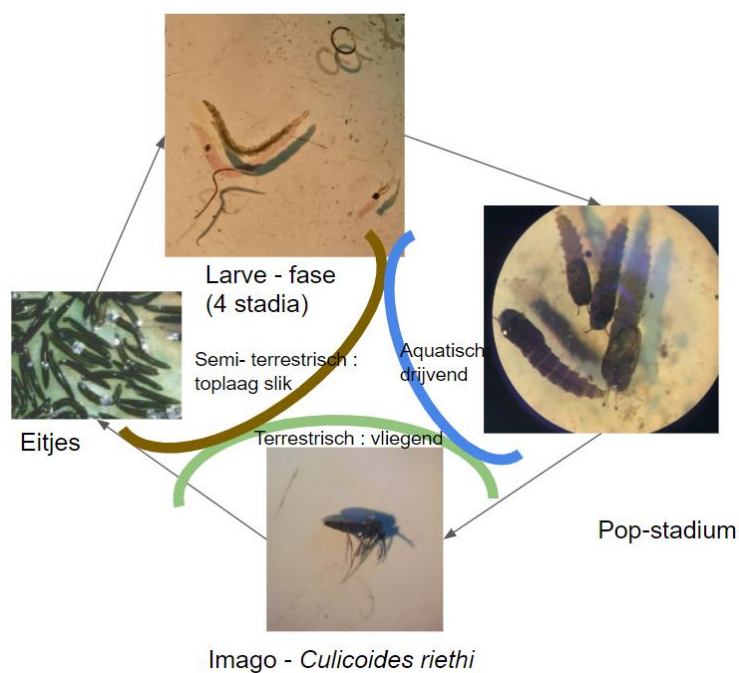 Larve - fase
(4 stadia)
Semi- terrestrisch :
toplaag slik
Aquatisch
drijvend
Eitjes
Terrestrisch : vliegend
Pop-stadium
Imago - Culicoides riethi